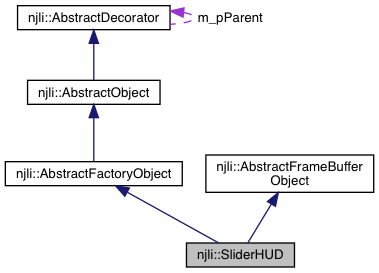 njli::AbstractDecorator
m_pParent
njli::AbstractObject
njli::AbstractFactoryObject
njli::AbstractFrameBuffer
Object
njli::SliderHUD